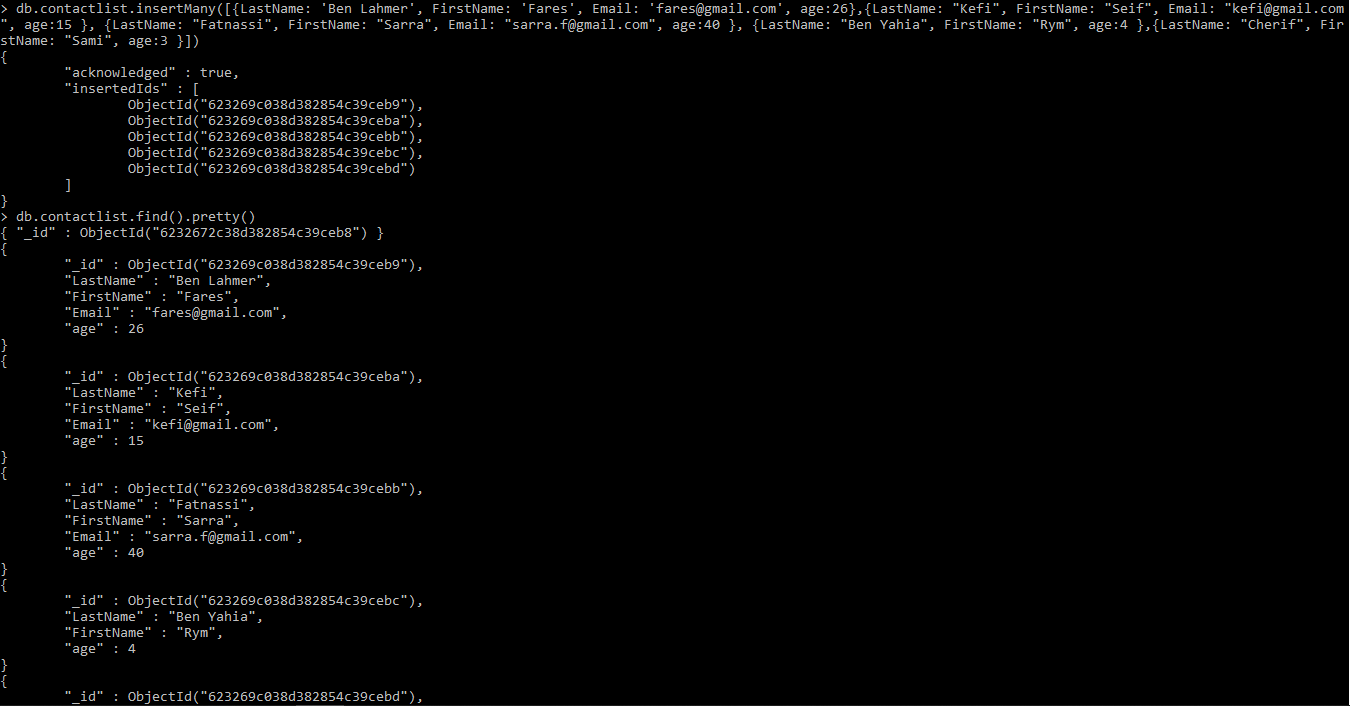 > db.contactlist.insertMany([{LastName: 'Ben Lahmer', FirstName: 'Fares', Email: 'fares@gmail.com', age:26},{LastName: "Kefi", FirstName: "Seif", Email: "kefi@gmail.com
", age:15 }, {LastName: "Fatnassi", FirstName: "Sarra", Email: "sarra.f@gmail.com", age:40 }, {LastName: "Ben Yahia", FirstName: "Rym", age:4 },{LastName: "Cherif", Fir
stName: "Sami", age:3 }])
{
        "acknowledged" : true,
        "insertedIds" : [
                ObjectId("623269c038d382854c39ceb9"),
                ObjectId("623269c038d382854c39ceba"),
                ObjectId("623269c038d382854c39cebb"),
                ObjectId("623269c038d382854c39cebc"),
                ObjectId("623269c038d382854c39cebd")
        ]
}
> db.contactlist.find().pretty()
{ "_id" : ObjectId("6232672c38d382854c39ceb8") }
{
        "_id" : ObjectId("623269c038d382854c39ceb9"),
        "LastName" : "Ben Lahmer",
        "FirstName" : "Fares",
        "Email" : "fares@gmail.com",
        "age" : 26
}
{
        "_id" : ObjectId("623269c038d382854c39ceba"),
        "LastName" : "Kefi",
        "FirstName" : "Seif",
        "Email" : "kefi@gmail.com",
        "age" : 15
}
{
        "_id" : ObjectId("623269c038d382854c39cebb"),
        "LastName" : "Fatnassi",
        "FirstName" : "Sarra",
        "Email" : "sarra.f@gmail.com",
        "age" : 40
}
{
        "_id" : ObjectId("623269c038d382854c39cebc"),
        "LastName" : "Ben Yahia",
        "FirstName" : "Rym",
        "age" : 4
}
{
        "_id" : ObjectId("623269c038d382854c39cebd"),